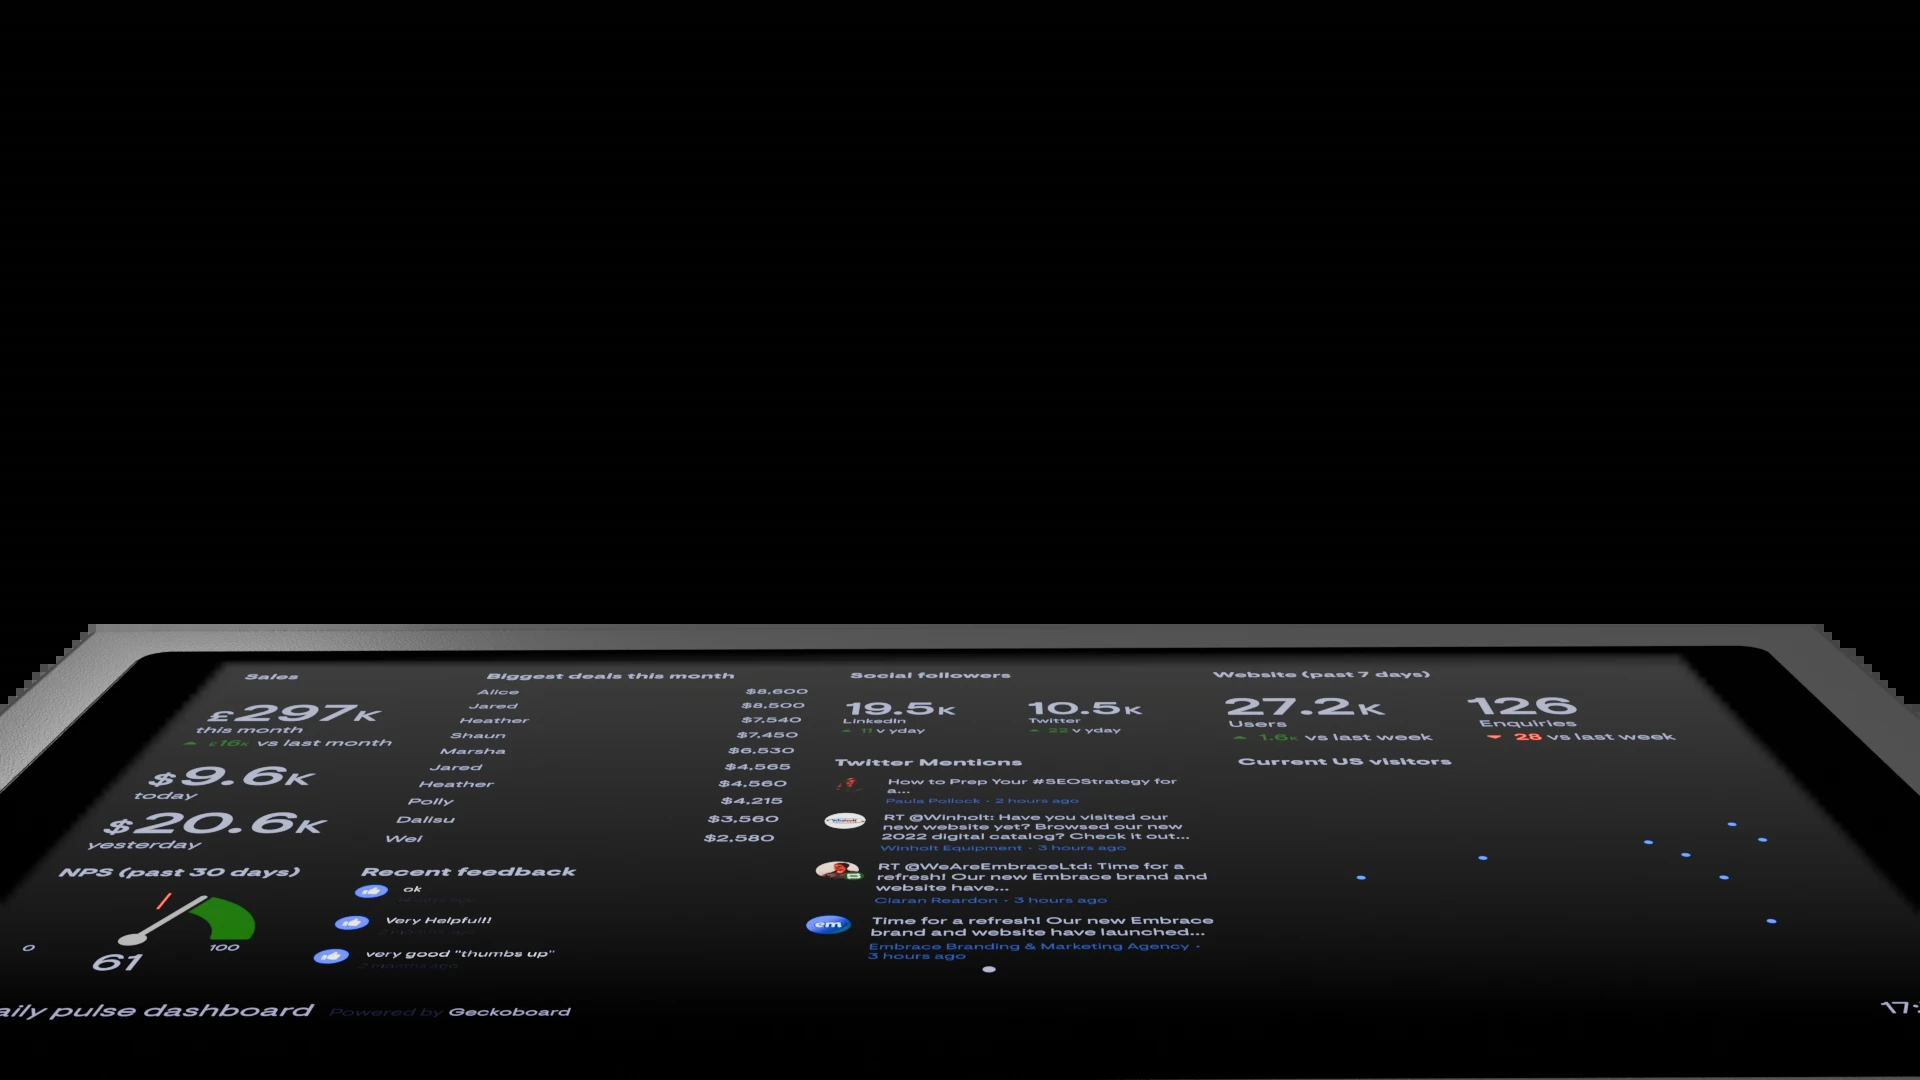 Sales
£297K
this month
£16K vs last month
$9.6K
today
$20.6K
yesterday
Biggest deals this month
Alice $8,600
Jared $8,500
Heather $7,540
Shaun $7,450
Marsha $6,530
Jared $4,565
Heather $4,560
Polly $4,215
Dalisu $3,560
Wei $2,580
NPS (past 30 days)
0
100
61
Recent feedback
ok
Very Helpful!!
2 months ago
very good "thumbs up"
2 months ago
Social followers
19.5K
LinkedIn
11 v yday
10.5K
Twitter
22 v yday
Twitter Mentions
How to Prep Your #SEOStrategy for
a...
Paula Pollock · 2 hours ago
Winholt
RT @Winholt: Have you visited our
new website yet? Browsed our new
2022 digital catalog? Check it out...
Winholt Equipment · 3 hours ago
RT @WeAreEmbraceLtd: Time for a
refresh! Our new Embrace brand and
website have...
Ciaran Reardon · 3 hours ago
em
Time for a refresh! Our new Embrace
brand and website have launched...
Embrace Branding & Marketing Agency ·
3 hours ago
Website (past 7 days)
27.2K
Users
1.6K vs last week
126
Enquiries
28 vs last week
Current US visitors
aily pulse dashboard
Powered by Geckoboard
17: